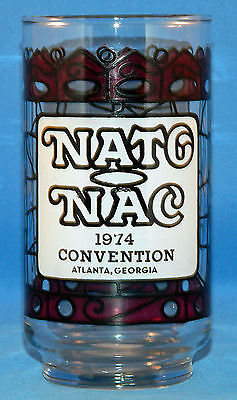 NATO
NAC
1974
CONVENTION
ATLANTA, GEORGIA